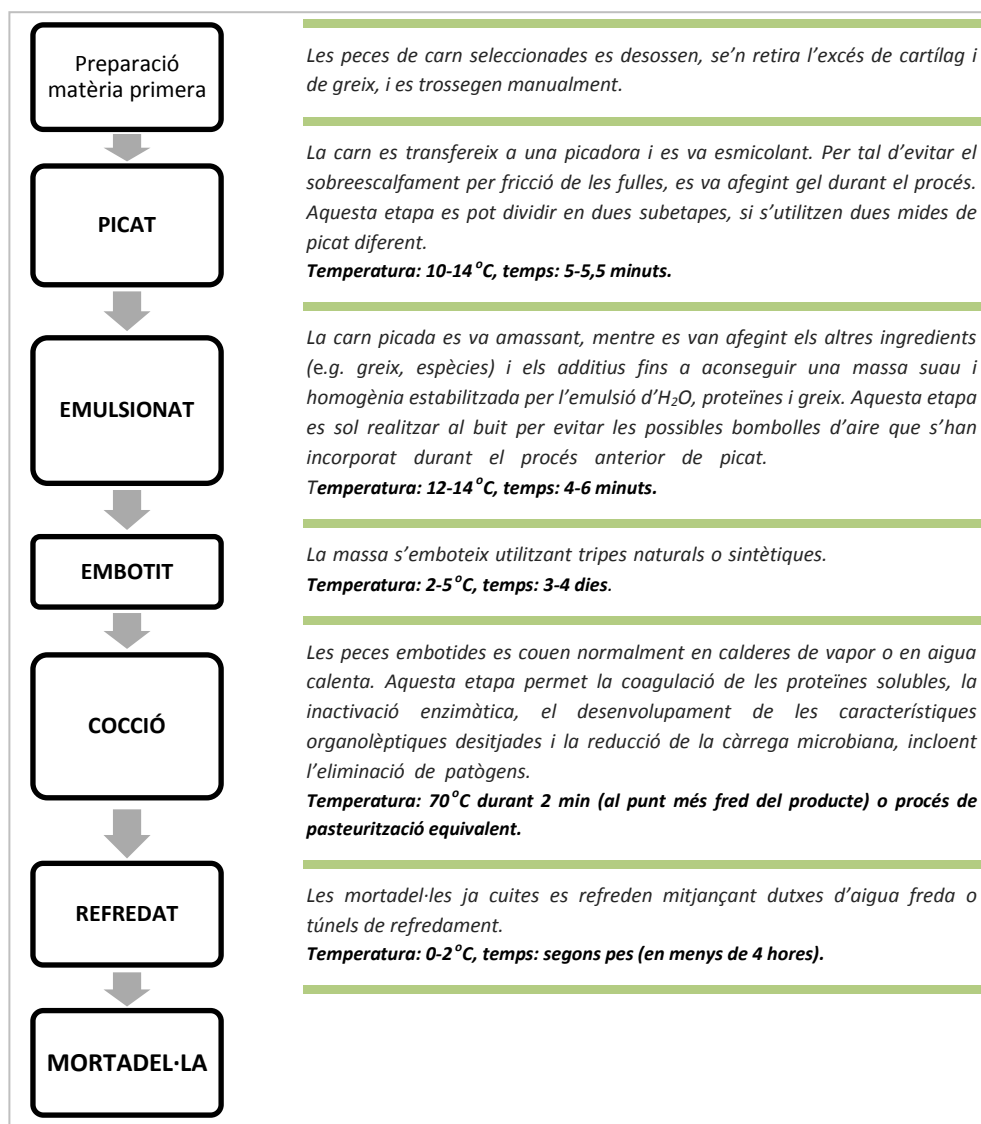 Preparació
matèria primera
Les peces de carn seleccionades es desossen, se’n retira l’excés de cartílag i
de greix, i es trossegen manualment.
PICAT
La carn es transfereix a una picadora i es va esmicolant. Per tal d’evitar el
sobreescalfament per fricció de les fulles, es va afegint gel durant el procés.
Aquesta etapa es pot dividir en dues subetapes, si s’utilitzen dues mides de
picat diferent.
Temperatura: 10-14 ºC, temps: 5-5,5 minuts.
EMULSIONAT
La carn picada es va amassant, mentre es van afegint els altres ingredients
(e.g. greix, espècies) i els additius fins a aconseguir una massa suau i
homogènia estabilitzada per l’emulsió d’H₂O, proteïnes i greix. Aquesta etapa
es sol realitzar al buit per evitar les possibles bombolles d’aire que s’han
incorporat durant el procés anterior de picat.
Temperatura: 12-14 ºC, temps: 4-6 minuts.
EMBOTIT
La massa s’emboteix utilitzant tripes naturals o sintètiques.
Temperatura: 2-5 ºC, temps: 3-4 dies.
COCCIÓ
Les peces embotides es couen normalment en calderes de vapor o en aigua
calenta. Aquesta etapa permet la coagulació de les proteïnes solubles, la
inactivació enzimàtica, el desenvolupament de les característiques
organolèptiques desitjades i la reducció de la càrrega microbiana, incloent
l’eliminació de patògens.
Temperatura: 70 ºC durant 2 min (al punt més fred del producte) o procés de
pasteurització equivalent.
REFREDAT
Les mortadel·les ja cuites es refreden mitjançant dutxes d’aigua freda o
túnels de refredament.
Temperatura: 0-2 ºC, temps: segons pes (en menys de 4 hores).
MORTADEL·LA